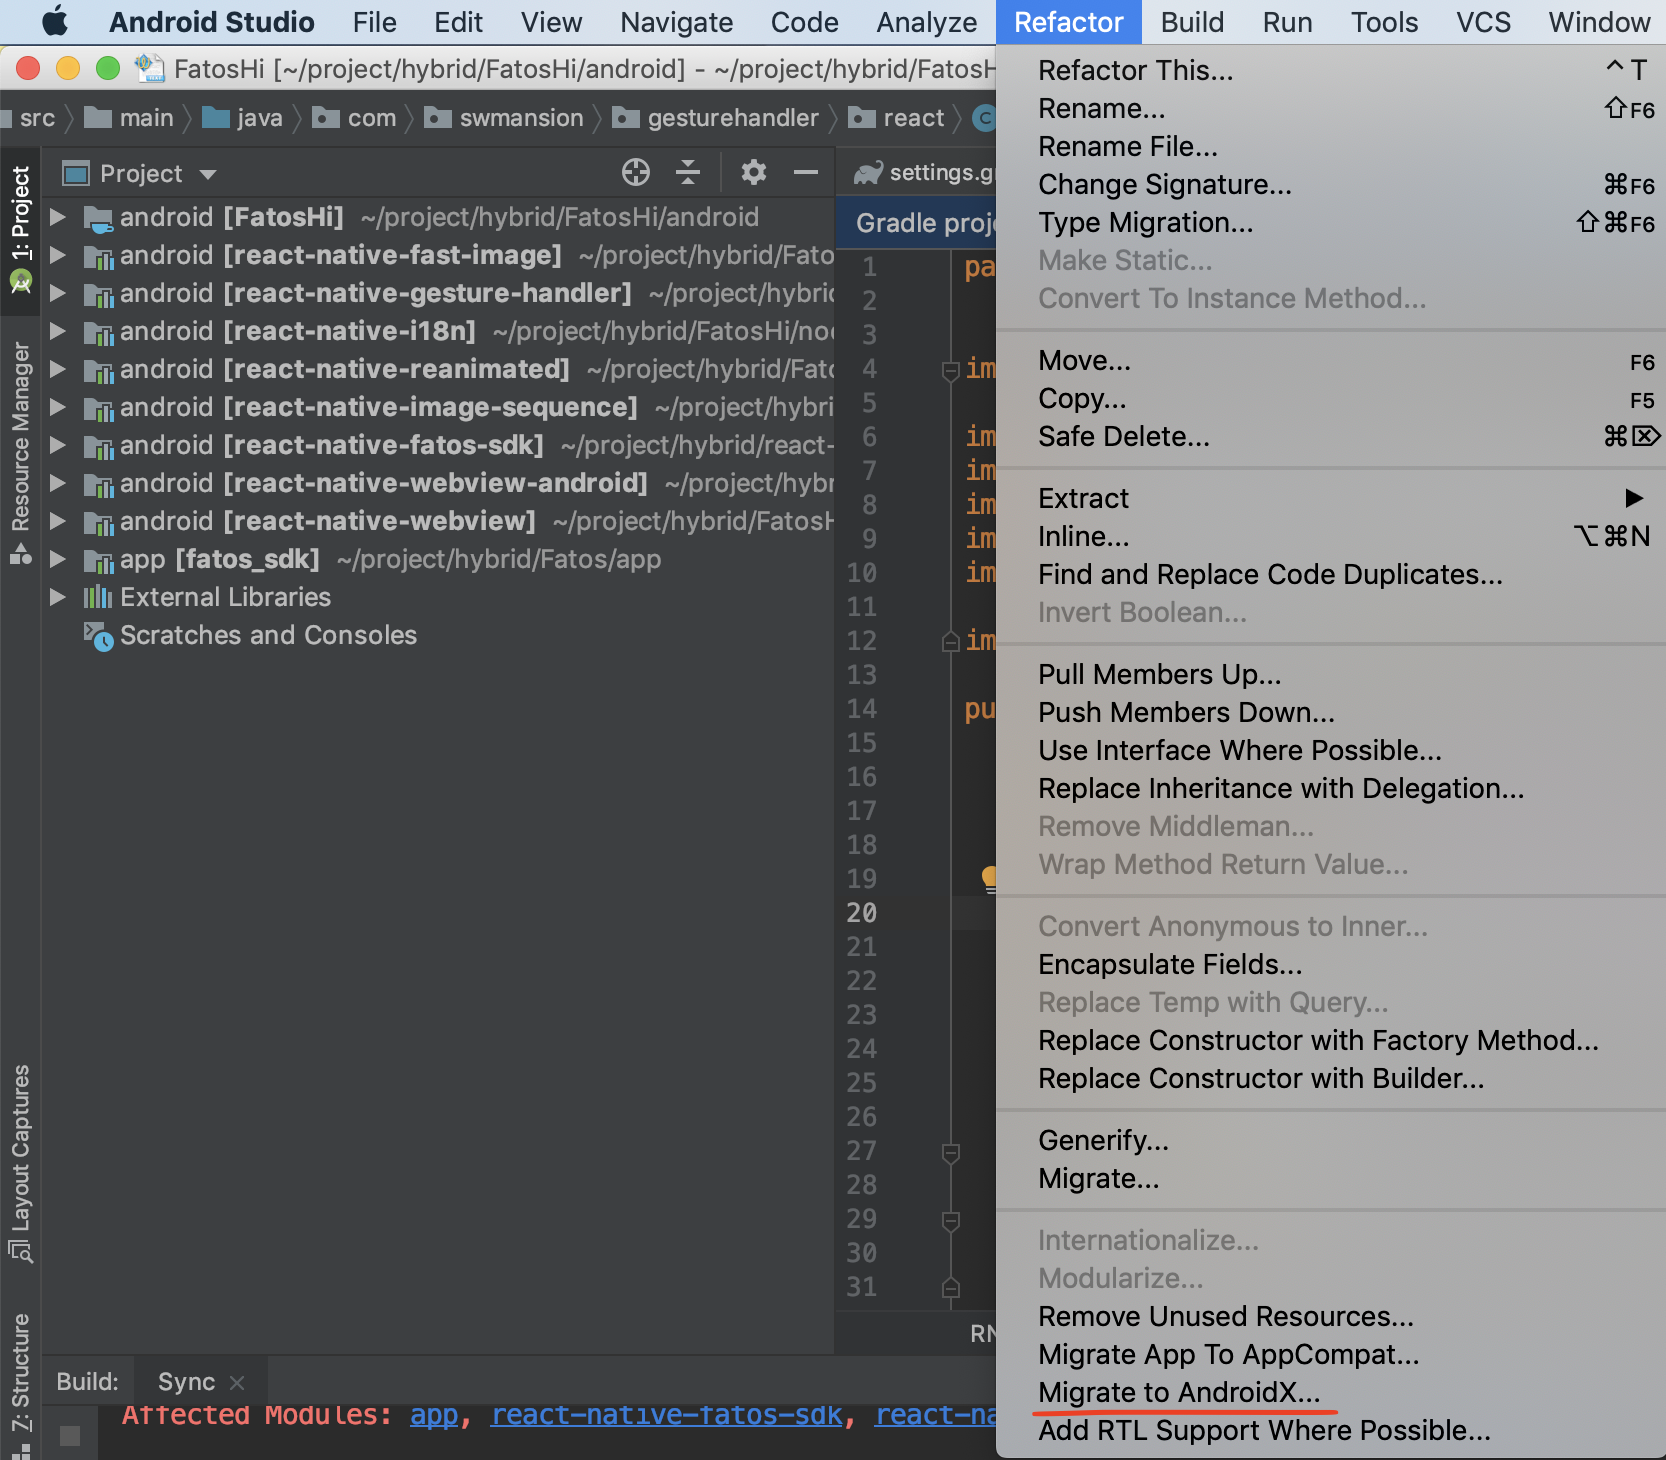 Android Studio File Edit View Navigate Code Analyze Refactor Build Run Tools VCS Window
FatosHi [~/project/hybrid/FatosHi/android] - ~/project/hybrid/FatosH
src main java com swmansion gesturehandler react C
Project
settings.gr
Gradle proj
1: Project
Resource Manager
Layout Captures
7: Structure
android [FatosHi] ~/project/hybrid/FatosHi/android
android [react-native-fast-image] ~/project/hybrid/Fato
android [react-native-gesture-handler] ~/project/hybrid
android [react-native-i18n] ~/project/hybrid/FatosHi/noc
android [react-native-reanimated] ~/project/hybrid/Fato
android [react-native-image-sequence] ~/project/hybri
android [react-native-fatos-sdk] ~/project/hybrid/react-
android [react-native-webview-android] ~/project/hybr
android [react-native-webview] ~/project/hybrid/FatosH
app [fatos_sdk] ~/project/hybrid/Fatos/app
External Libraries
Scratches and Consoles
1 pa
2
3
4 im
5
6 im
7 im
8 im
9 im
10 im
11
12 im
13
14 pu
15
16
17
18
19
20
21
22
23
24
25
26
27
28
29
30
31
RN
Refactor This... ^T
Rename... ⇧F6
Rename File...
Change Signature... ⌘F6
Type Migration... ⇧⌘F6
Make Static...
Convert To Instance Method...
Move... F6
Copy... F5
Safe Delete... ⌘⌦
Extract ▶
Inline... ⌥⌘N
Find and Replace Code Duplicates...
Invert Boolean...
Pull Members Up...
Push Members Down...
Use Interface Where Possible...
Replace Inheritance with Delegation...
Remove Middleman...
Wrap Method Return Value...
Convert Anonymous to Inner...
Encapsulate Fields...
Replace Temp with Query...
Replace Constructor with Factory Method...
Replace Constructor with Builder...
Generify...
Migrate...
Internationalize...
Modularize...
Remove Unused Resources...
Migrate App To AppCompat...
Migrate to AndroidX...
Add RTL Support Where Possible...
Build: Sync ×
Affected Modules: app, react-native-fatos-sdk, react-na